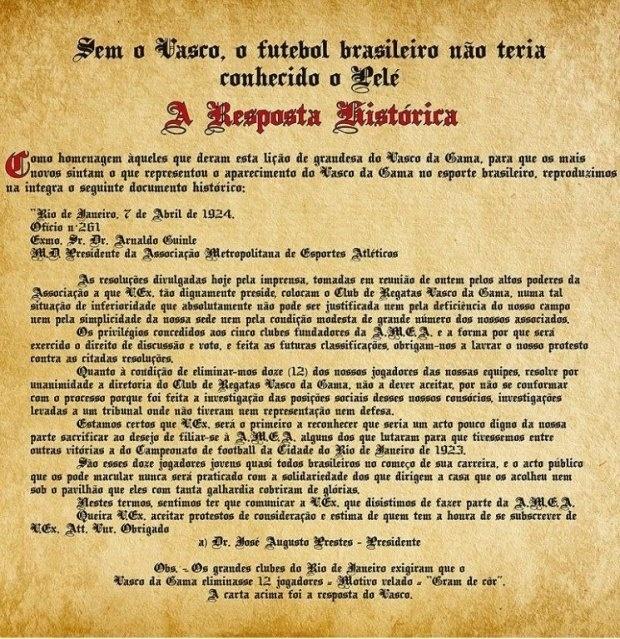 Sem o Vasco, o futebol brasileiro não teria
conhecido o Pelé
A Resposta Histórica
Como homenagem àqueles que deram esta lição de grandesa do Vasco da Gama, para que os mais
novos sintam o que representou o aparecimento do Vasco da Gama no esporte brasileiro, reproduzimos
na integra o seguinte documento histórico:
"Rio de Janeiro, 7 de Abril de 1924.
Oficio nº261
Exmo. Sr. Dr. Arnaldo Guinle
M.D. Presidente da Associação Metropolitana de Esportes Atléticos
As resoluções divulgadas hoje pela imprensa, tomadas em reunião de ontem pelos altos poderes da
Associação a que V.Ex. tão dignamente preside, colocam o Club de Regatas Vasco da Gama, numa tal
situação de inferioridade que absolutamente não pode ser justificada nem pela deficiência do nosso campo
nem pela simplicidade da nossa sede nem pela condição modesta de grande número dos nossos associados.
Os privilégios concedidos aos cinco clubes fundadores da A.M.E.A. e a forma por que será
exercido o direito de discussão e voto, e feita as futuras classificações, obrigam-nos a lavrar o nosso protesto
contra as citadas resoluções.
Quanto à condição de eliminar-mos doze (12) dos nossos jogadores das nossas equipes, resolve por
unanimidade a diretoria do Club de Regatas Vasco da Gama, não a dever aceitar, por não se conformar
com o processo porque foi feita a investigação das posições sociais desses nossos consócios, investigações
levadas a um tribunal onde não tiveram nem representação nem defesa.
Estamos certos que V.Ex. será o primeiro a reconhecer que seria um acto pouco digno da nossa
parte sacrificar ao desejo de filiar-se à A.M.E.A. alguns dos que lutaram para que tivessemos entre
outras vitórias a do Campeonato de football da Cidade do Rio de Janeiro de 1923.
São esses doze jogadores jovens quasi todos brasileiros no começo de sua carreira, e o acto público
que os pode macular nunca será praticado com a solidariedade dos que dirigem a casa que os acolheu nem
sob o pavilhão que eles com tanta galhardia cobriram de glórias.
Nestes termos, sentimos ter que comunicar a V.Ex. que disistimos de fazer parte da A.M.E.A.
Queira V.Ex. aceitar protestos de consideração e estima de quem tem a honra de se subscrever de
V.Ex. Att. Vnr. Obrigado
a) Dr. José Augusto Prestes - Presidente
Obs. - Os grandes clubes do Rio de Janeiro exigiram que o
Vasco da Gama eliminasse 12 jogadores - Motivo velado - "Gram de côr".
A carta acima foi a resposta do Vasco.